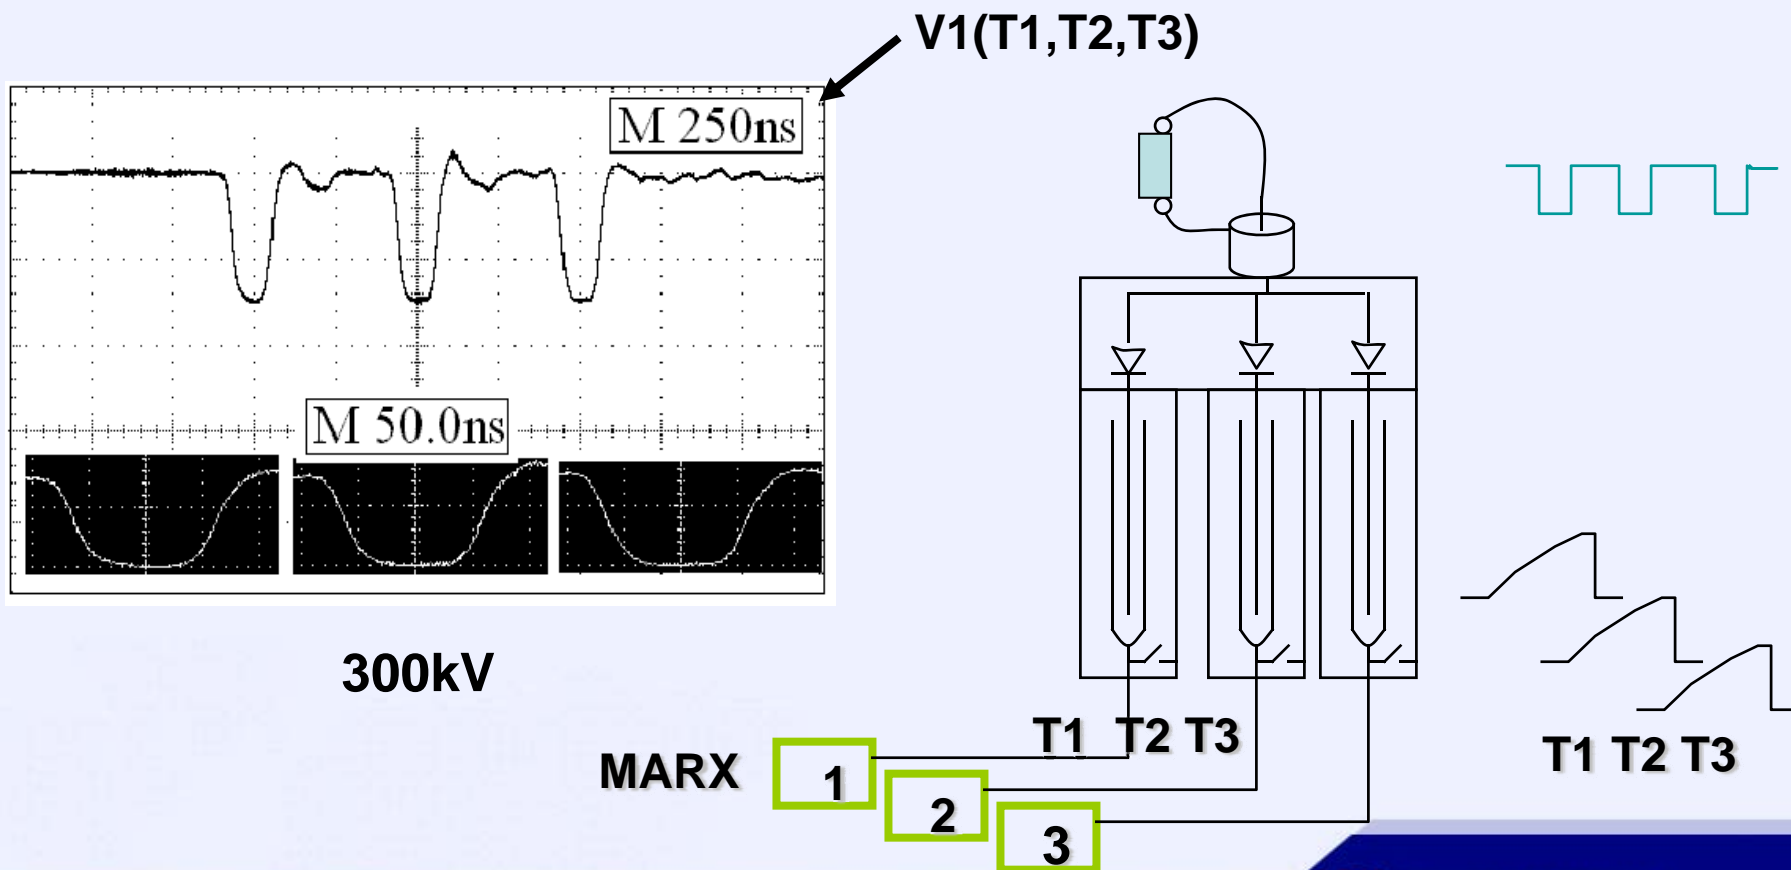 V1(T1,T2,T3)
M 250ns
M 50.0ns
300kV
T1 T2 T3
T1 T2 T3
MARX
1
2
3